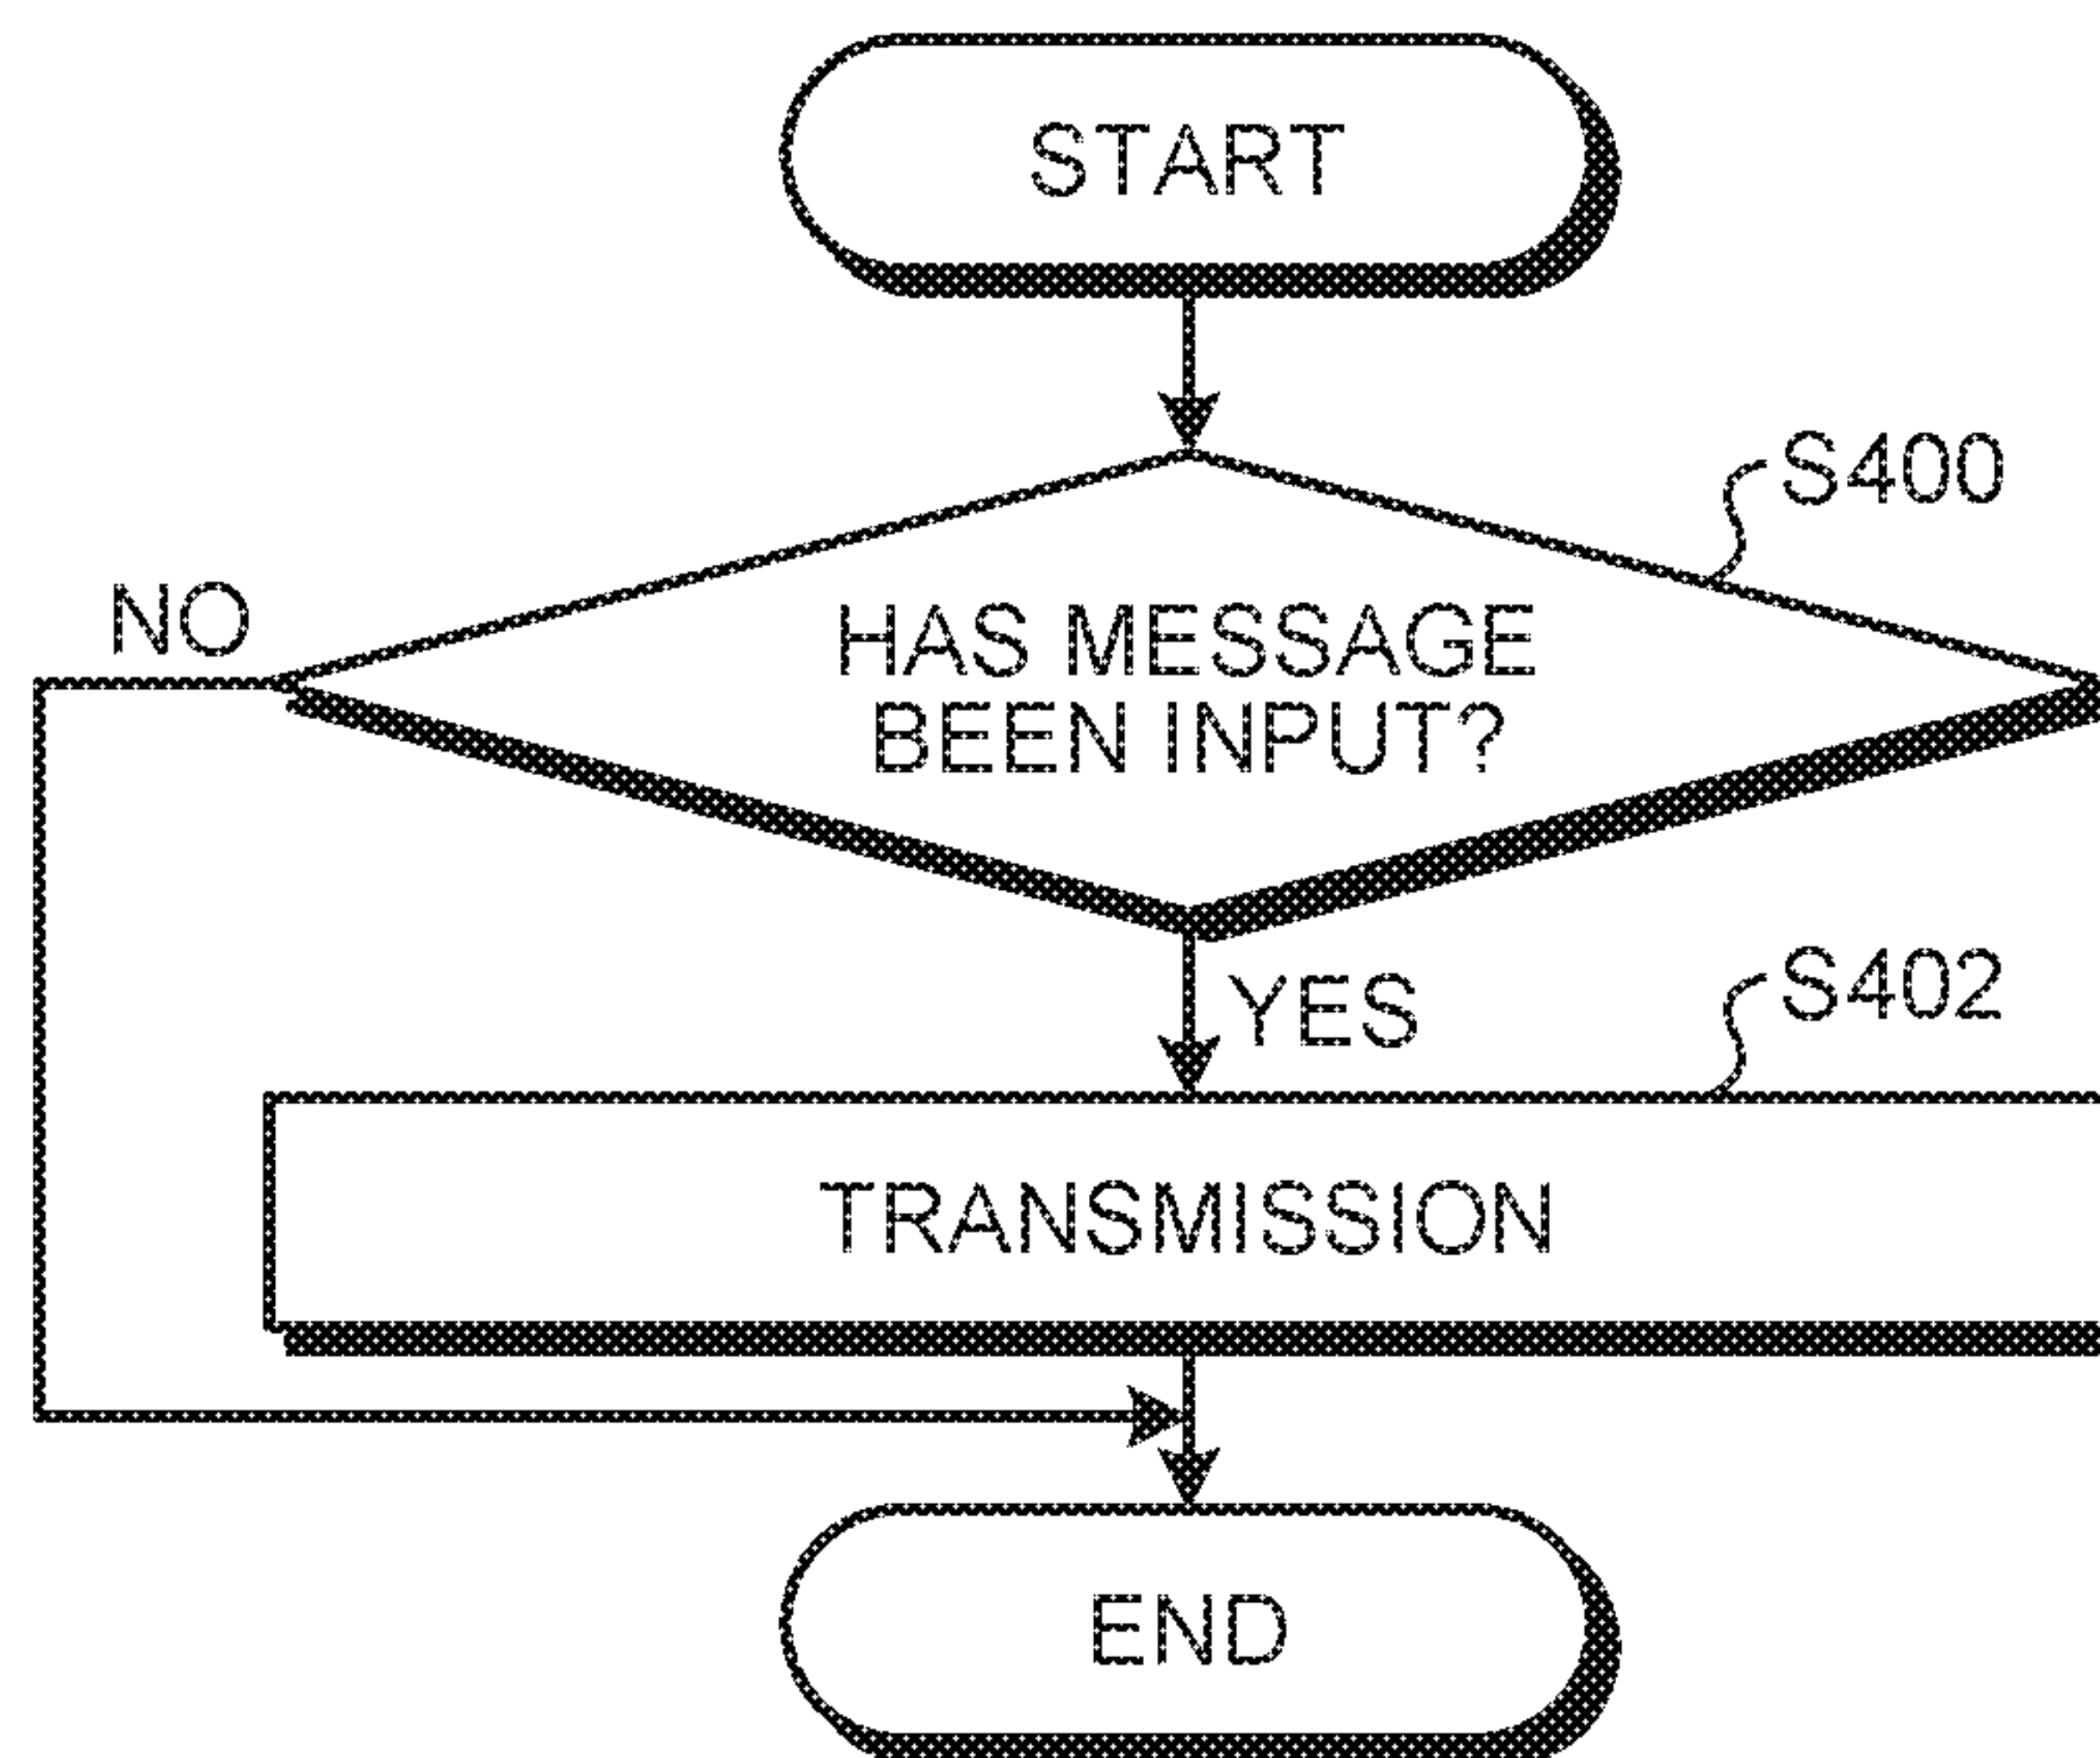 START
S400
NO
HAS MESSAGE
BEEN INPUT?
YES
S402
TRANSMISSION
END